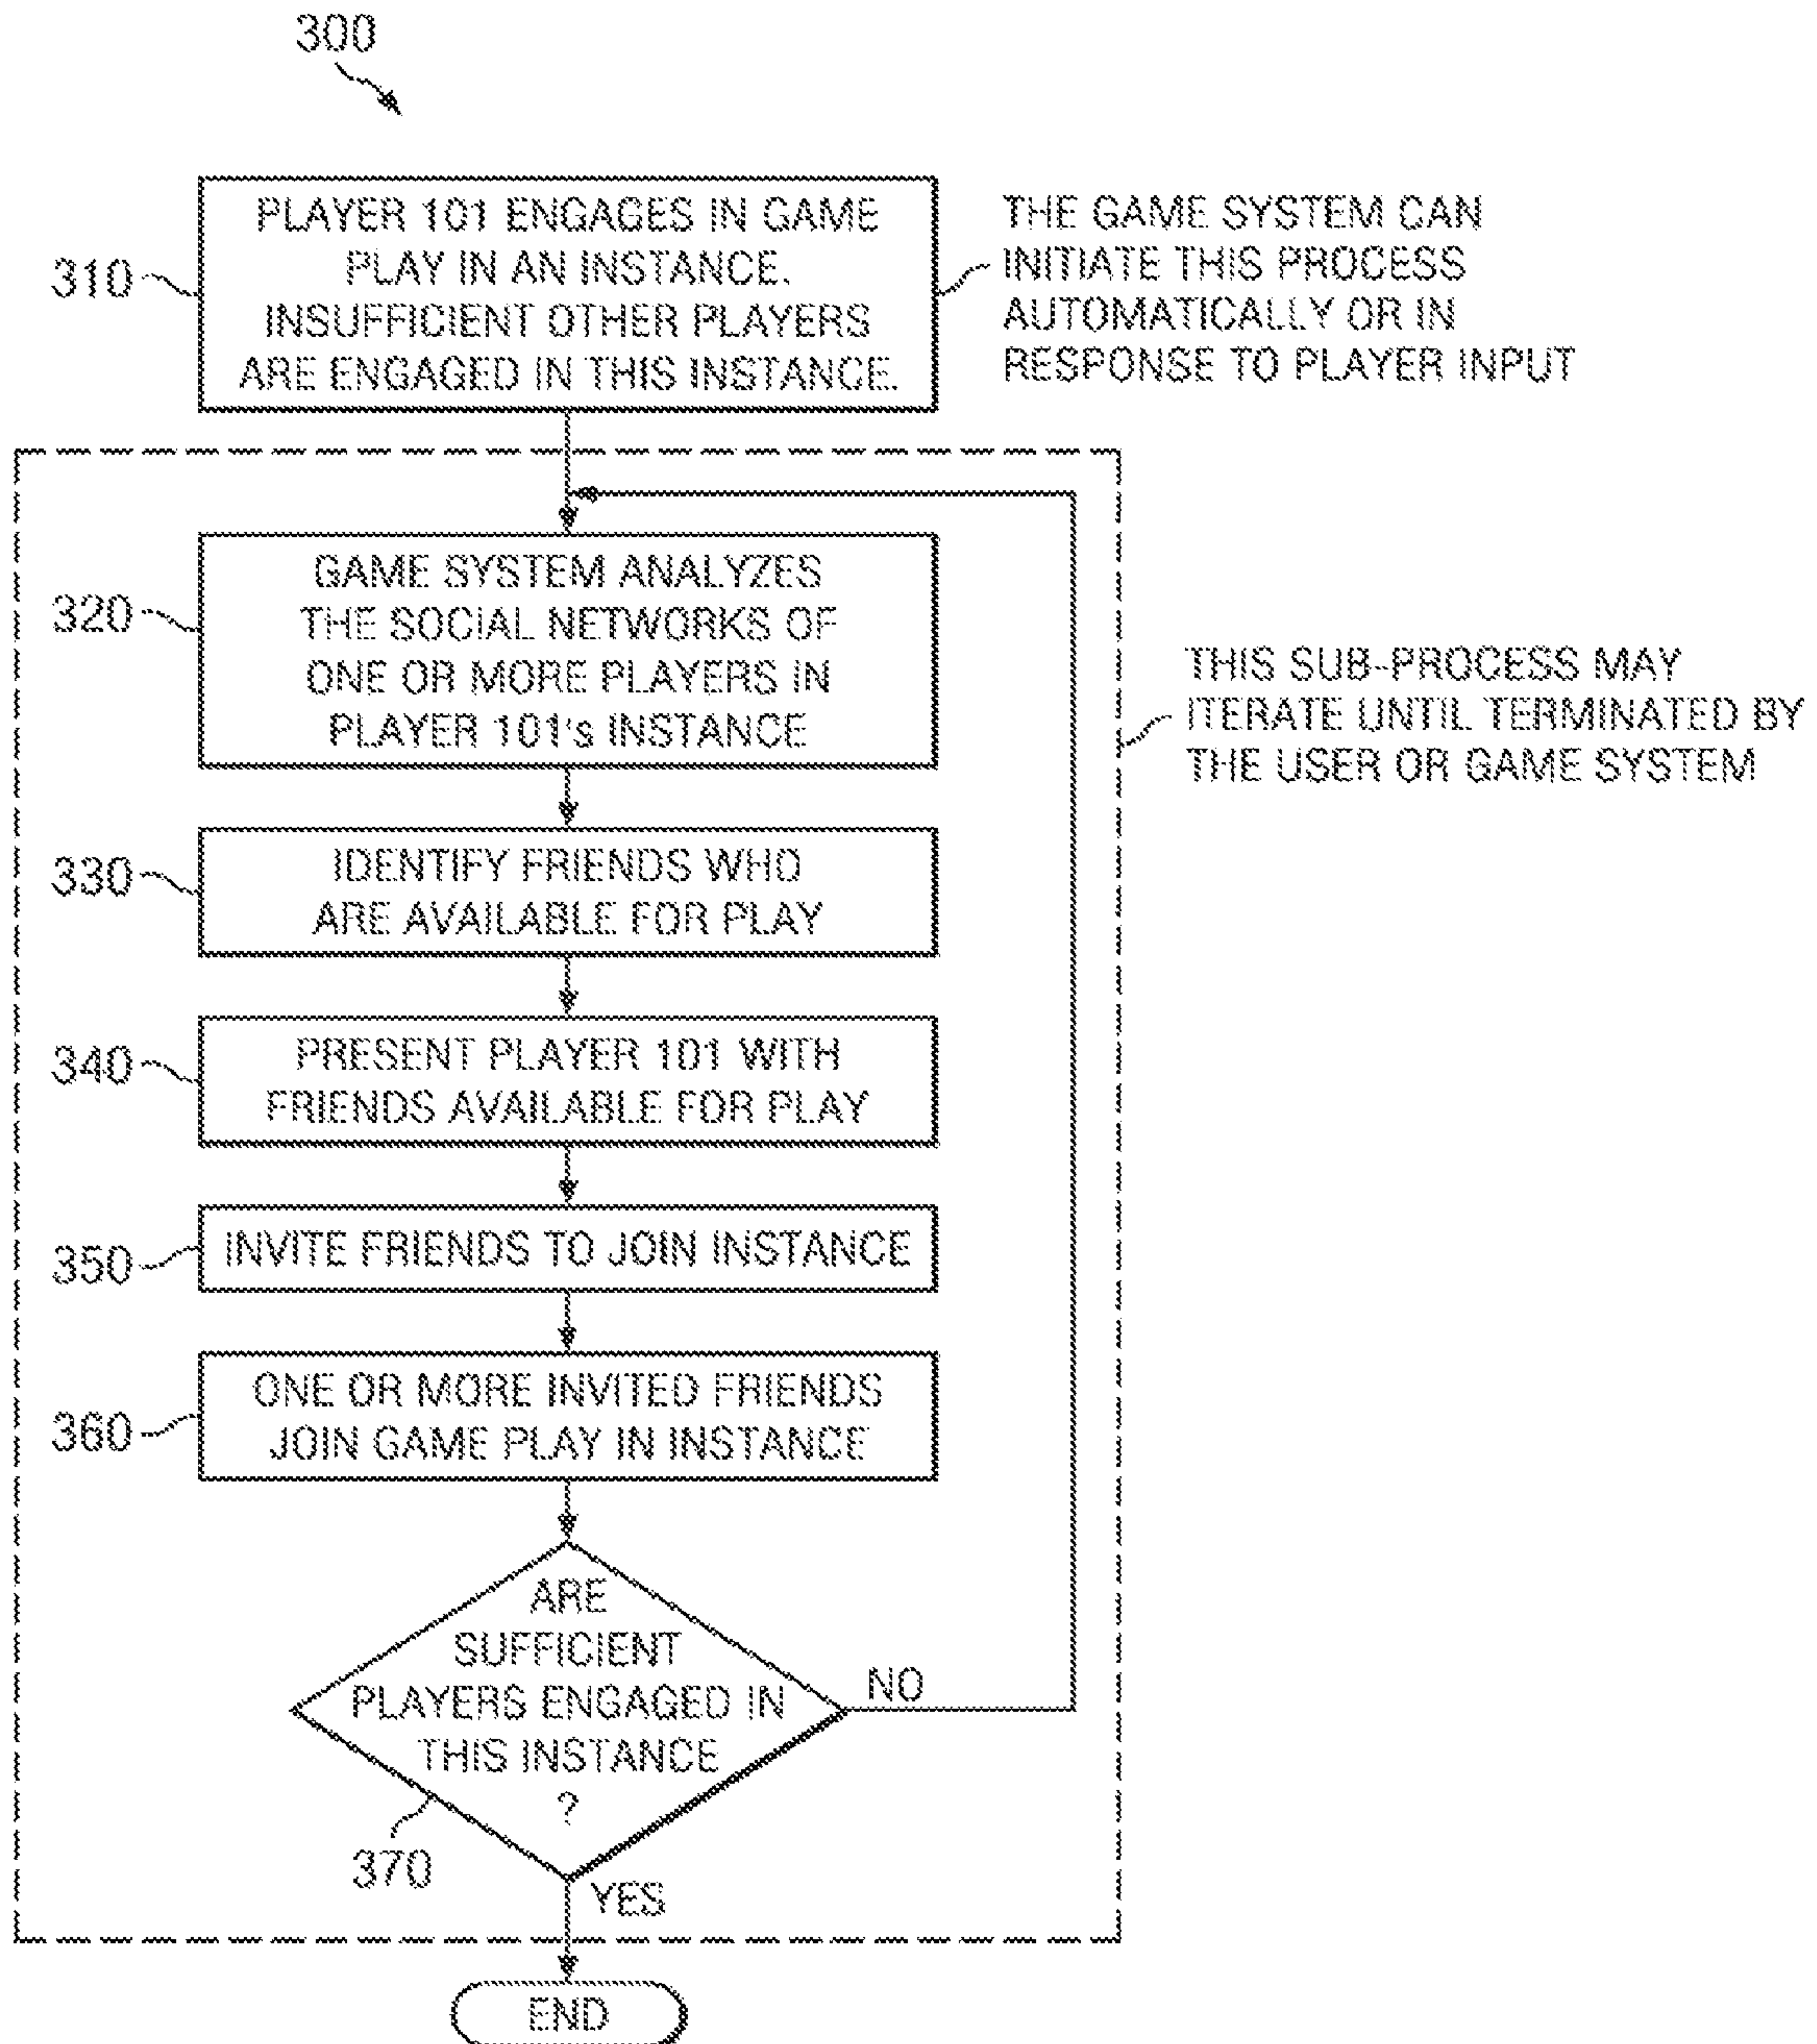 300
PLAYER 101 ENGAGES IN GAME
PLAY IN AN INSTANCE.
INSUFFICIENT OTHER PLAYERS
ARE ENGAGED IN THIS INSTANCE.
310
THE GAME SYSTEM CAN
INITIATE THIS PROCESS
AUTOMATICALLY OR IN
RESPONSE TO PLAYER INPUT
GAME SYSTEM ANALYZES
THE SOCIAL NETWORKS OF
ONE OR MORE PLAYERS IN
PLAYER 101's INSTANCE
320
THIS SUB-PROCESS MAY
ITERATE UNTIL TERMINATED BY
THE USER OR GAME SYSTEM
IDENTIFY FRIENDS WHO
ARE AVAILABLE FOR PLAY
330
PRESENT PLAYER 101 WITH
FRIENDS AVAILABLE FOR PLAY
340
INVITE FRIENDS TO JOIN INSTANCE
350
ONE OR MORE INVITED FRIENDS
JOIN GAME PLAY IN INSTANCE
360
ARE
SUFFICIENT
PLAYERS ENGAGED IN
THIS INSTANCE
?
NO
370
YES
END